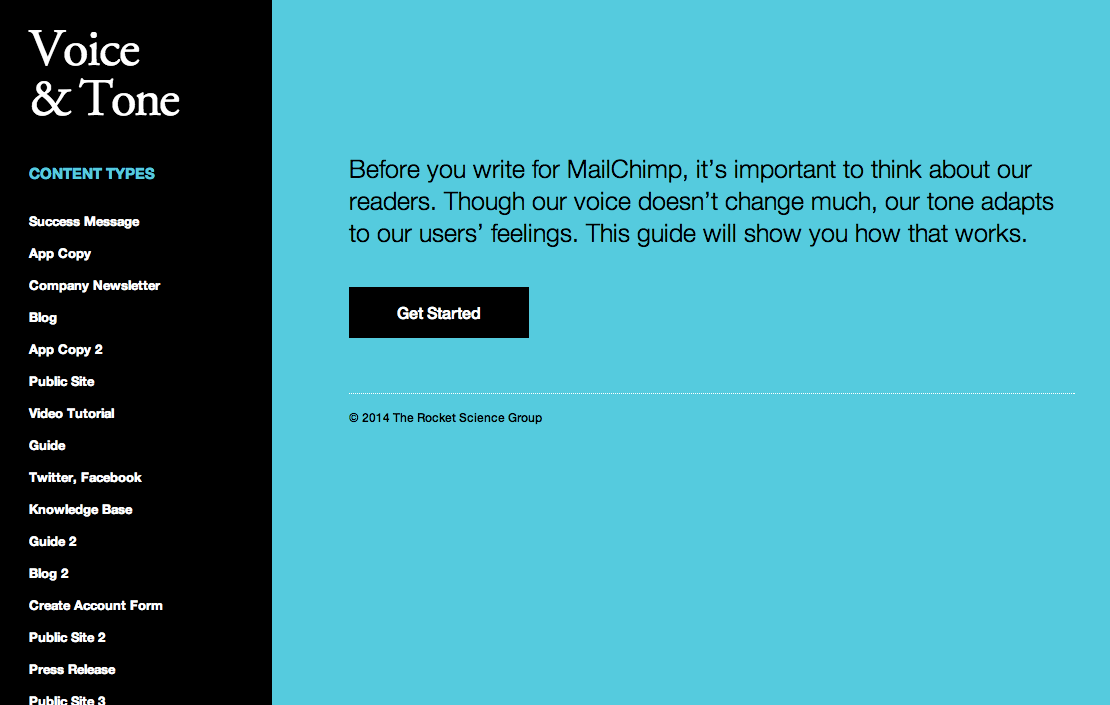 Voice
& Tone
CONTENT TYPES
Success Message
App Copy
Company Newsletter
Blog
App Copy 2
Public Site
Video Tutorial
Guide
Twitter, Facebook
Knowledge Base
Guide 2
Blog 2
Create Account Form
Public Site 2
Press Release
Public Site 3
Before you write for MailChimp, it’s important to think about our
readers. Though our voice doesn’t change much, our tone adapts
to our users’ feelings. This guide will show you how that works.
Get Started
© 2014 The Rocket Science Group